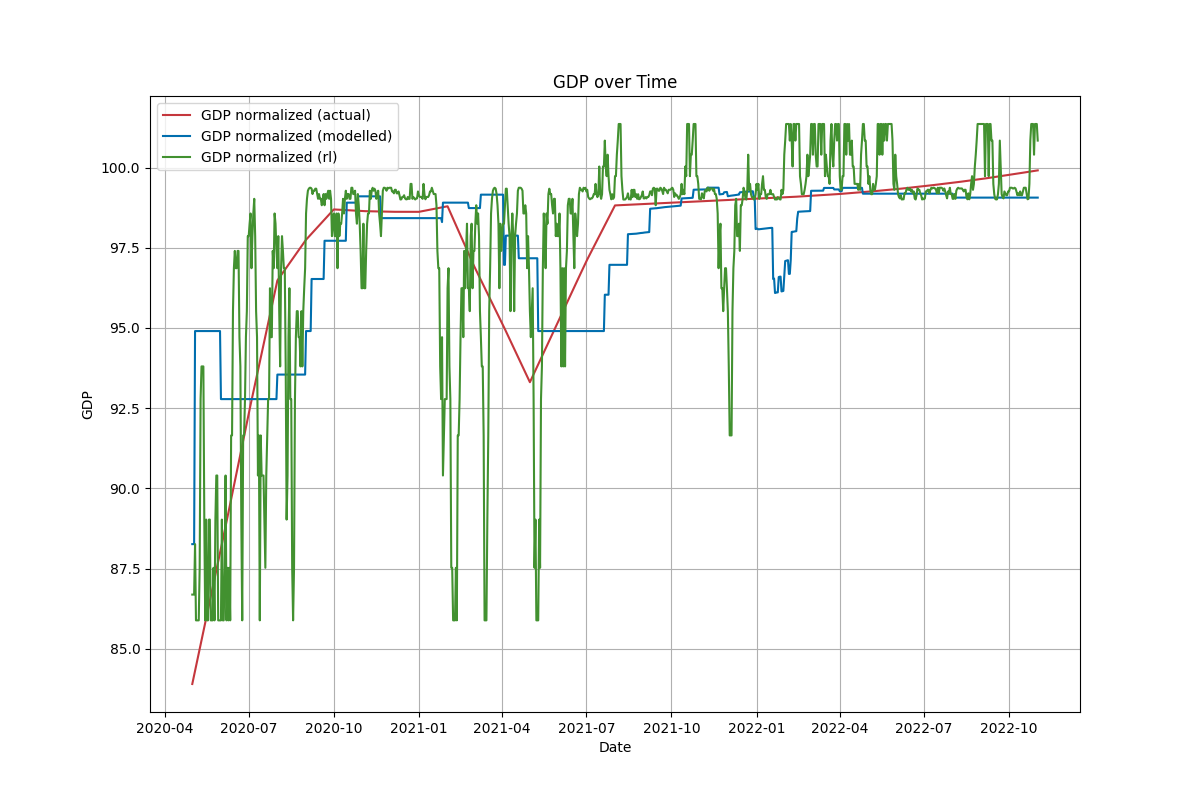 GDP over Time
GDP normalized (actual)
GDP normalized (modelled)
GDP normalized (rl)
GDP
100.0
97.5
95.0
92.5
90.0
87.5
85.0
2020-04 2020-07 2020-10 2021-01 2021-04 2021-07 2021-10 2022-01 2022-04 2022-07 2022-10
Date